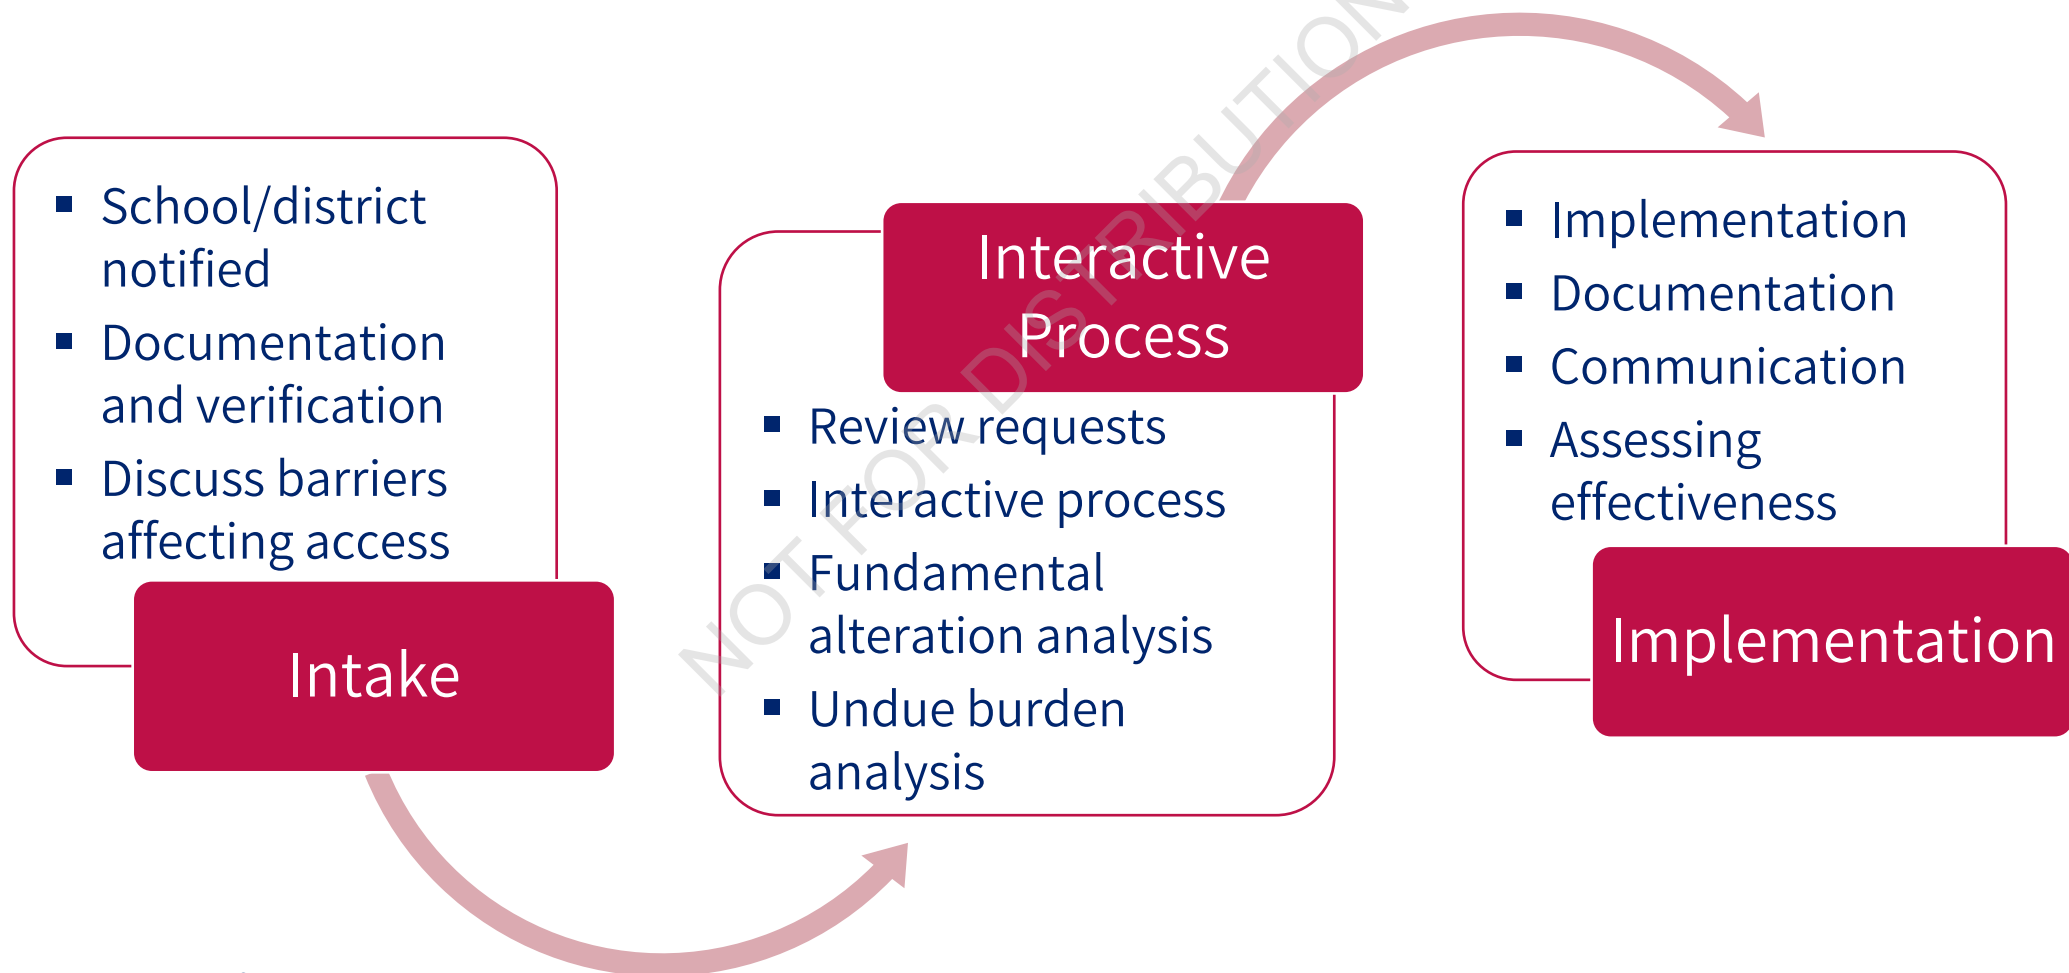 ▪ School/district
notified
▪ Documentation
and verification
▪ Discuss barriers
affecting access
Intake
Interactive
Process
▪ Review requests
▪ Interactive process
▪ Fundamental
alteration analysis
▪ Undue burden
analysis
▪ Implementation
▪ Documentation
▪ Communication
▪ Assessing
effectiveness
Implementation
NOT FOR DISTRIBUTION